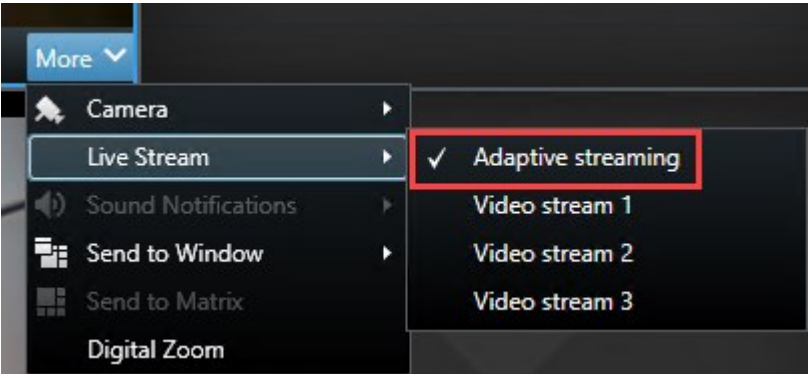 More
Camera
Live Stream
Adaptive streaming
Sound Notifications
Video stream 1
Send to Window
Video stream 2
Send to Matrix
Video stream 3
Digital Zoom